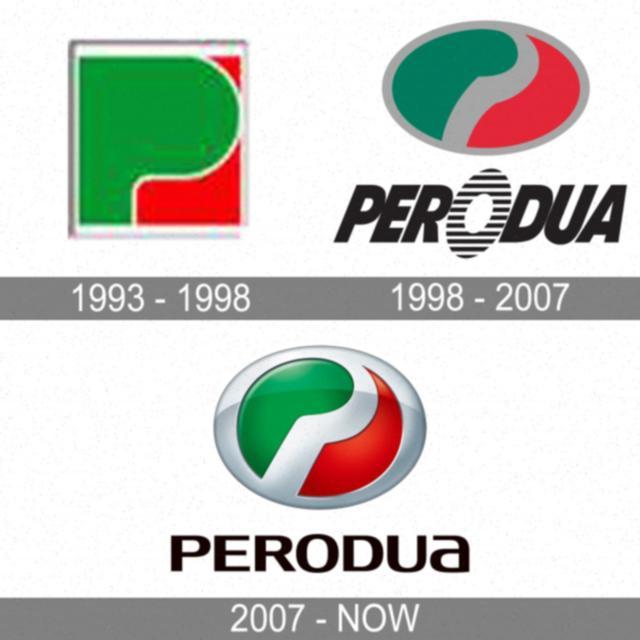 PERODUA
1993 - 1998
1998 - 2007
PERODUA
2007 - NOW